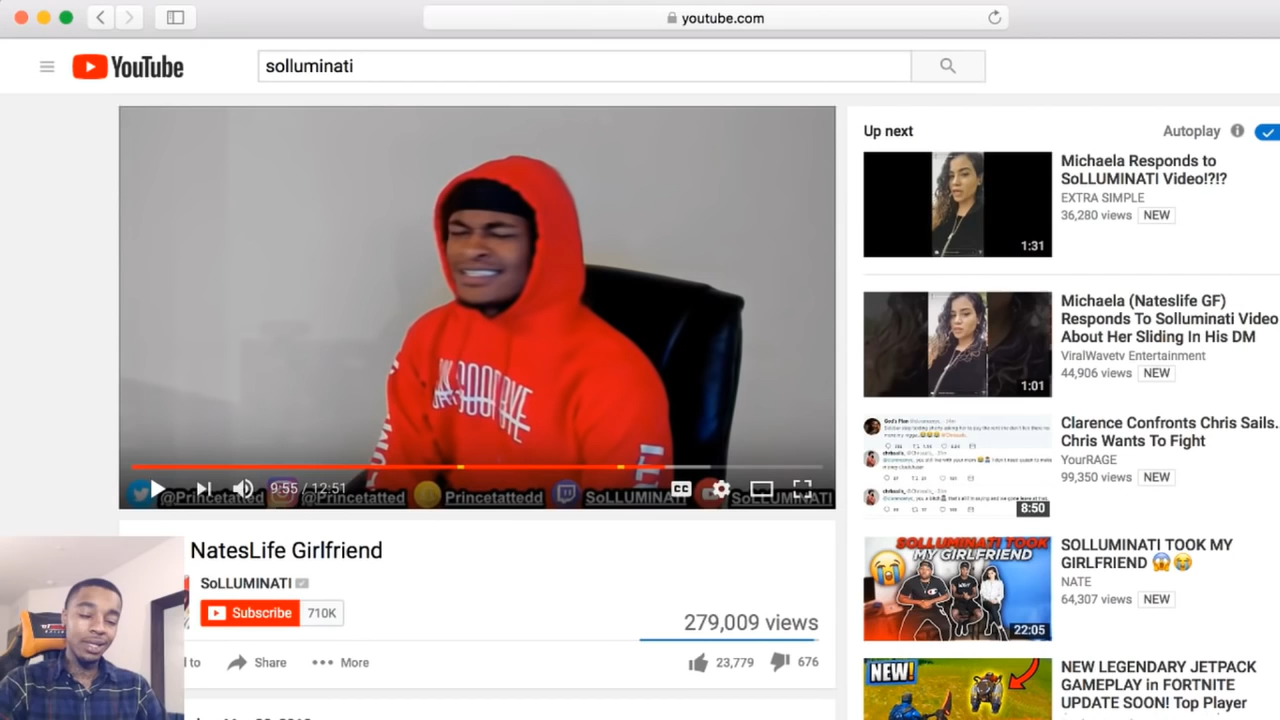 youtube.com
YouTube
solluminati
Up next
Autoplay
Michaela Responds to
SoLLUMINATI Video!?!?
EXTRA SIMPLE
36,280 views NEW
1:31
Michaela (Nateslife GF)
Responds To Solluminati Video
About Her Sliding In His DM
ViralWavetv Entertainment
44,906 views NEW
1:01
Clarence Confronts Chris Sails..
Chris Wants To Fight
YourRAGE
99,350 views NEW
8:50
SOLLUMINATI TOOK
MY GIRLFRIEND
22:05
SOLLUMINATI TOOK MY
GIRLFRIEND 😱😭
NATE
64,307 views NEW
NEW!
NEW LEGENDARY JETPACK
GAMEPLAY in FORTNITE
UPDATE SOON! Top Player
GOODBYE
9:55 / 12:51
CC
@Princetatted @Princetatted Princetattedd SoLLUMINATI SoLLUMINATI
NatesLife Girlfriend
SoLLUMINATI
Subscribe 710K
279,009 views
to Share More
23,779 676